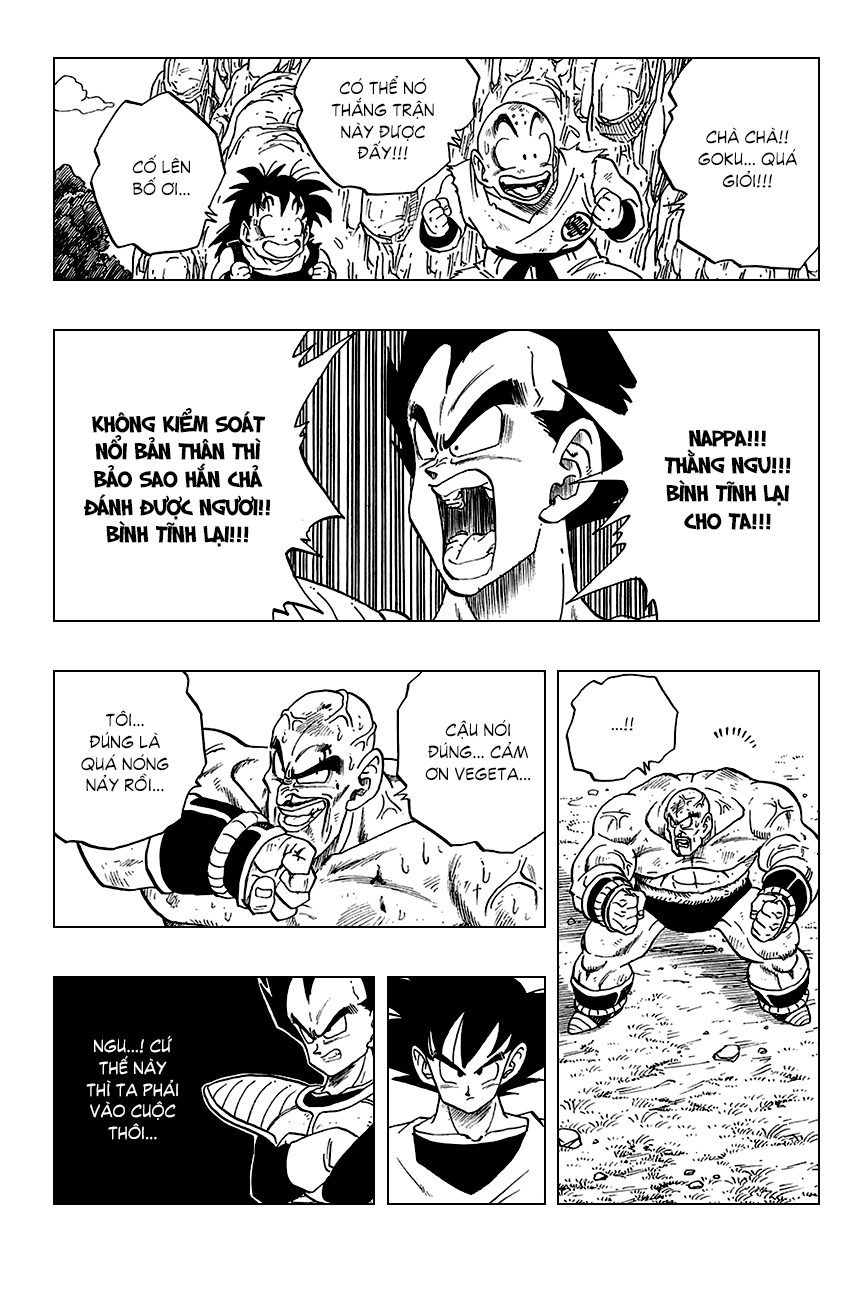 CHÀ CHÀ!!
GOKU... QUÁ
GIỎI!!!
CÓ THỂ NÓ
THẮNG TRẬN
NÀY ĐƯỢC
ĐẤY!!!
CỐ LÊN
BỐ ƠI...
NAPPA!!!
THẰNG NGU!!!
BÌNH TĨNH LẠI
CHO TA!!!
KHÔNG KIỂM SOÁT
NỔI BẢN THÂN THÌ
BẢO SAO HẮN CHẢ
ĐÁNH ĐƯỢC NGƯƠI!!
BÌNH TĨNH LẠI!!!
...!!
CẬU NÓI
ĐÚNG... CẢM
ƠN VEGETA...
TÔI...
ĐÚNG LÀ
QUÁ NÓNG
NẢY RỒI...
NGU...! CỨ
THẾ NÀY
THÌ TA PHẢI
VÀO CUỘC
THÔI...